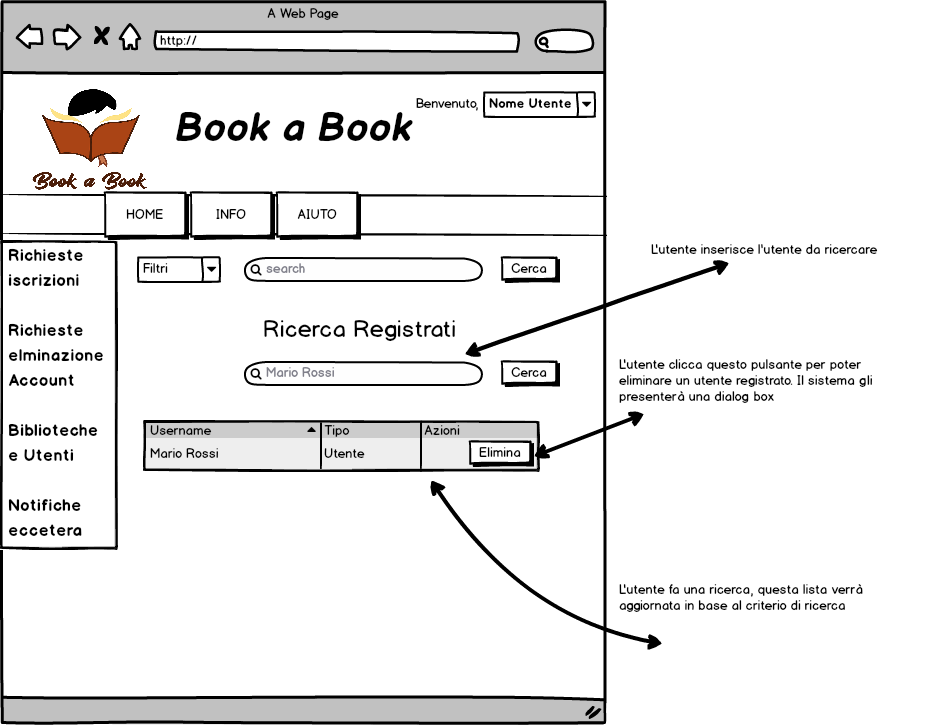 A Web Page
http://
Benvenuto,
Nome Utente
Book a Book
Book a Book
HOME
INFO
AIUTO
Richieste
iscrizioni
Richieste
elminazione
Account
Biblioteche
e Utenti
Notifiche
eccetera
Filtri
search
Cerca
Ricerca Registrati
Mario Rossi
Cerca
Username
Tipo
Azioni
Mario Rossi
Utente
Elimina
L'utente inserisce l'utente da ricercare
L'utente clicca questo pulsante per poter
eliminare un utente registrato. Il sistema gli
presenterà una dialog box
L'utente fa una ricerca, questa lista verrà
aggiornata in base al criterio di ricerca